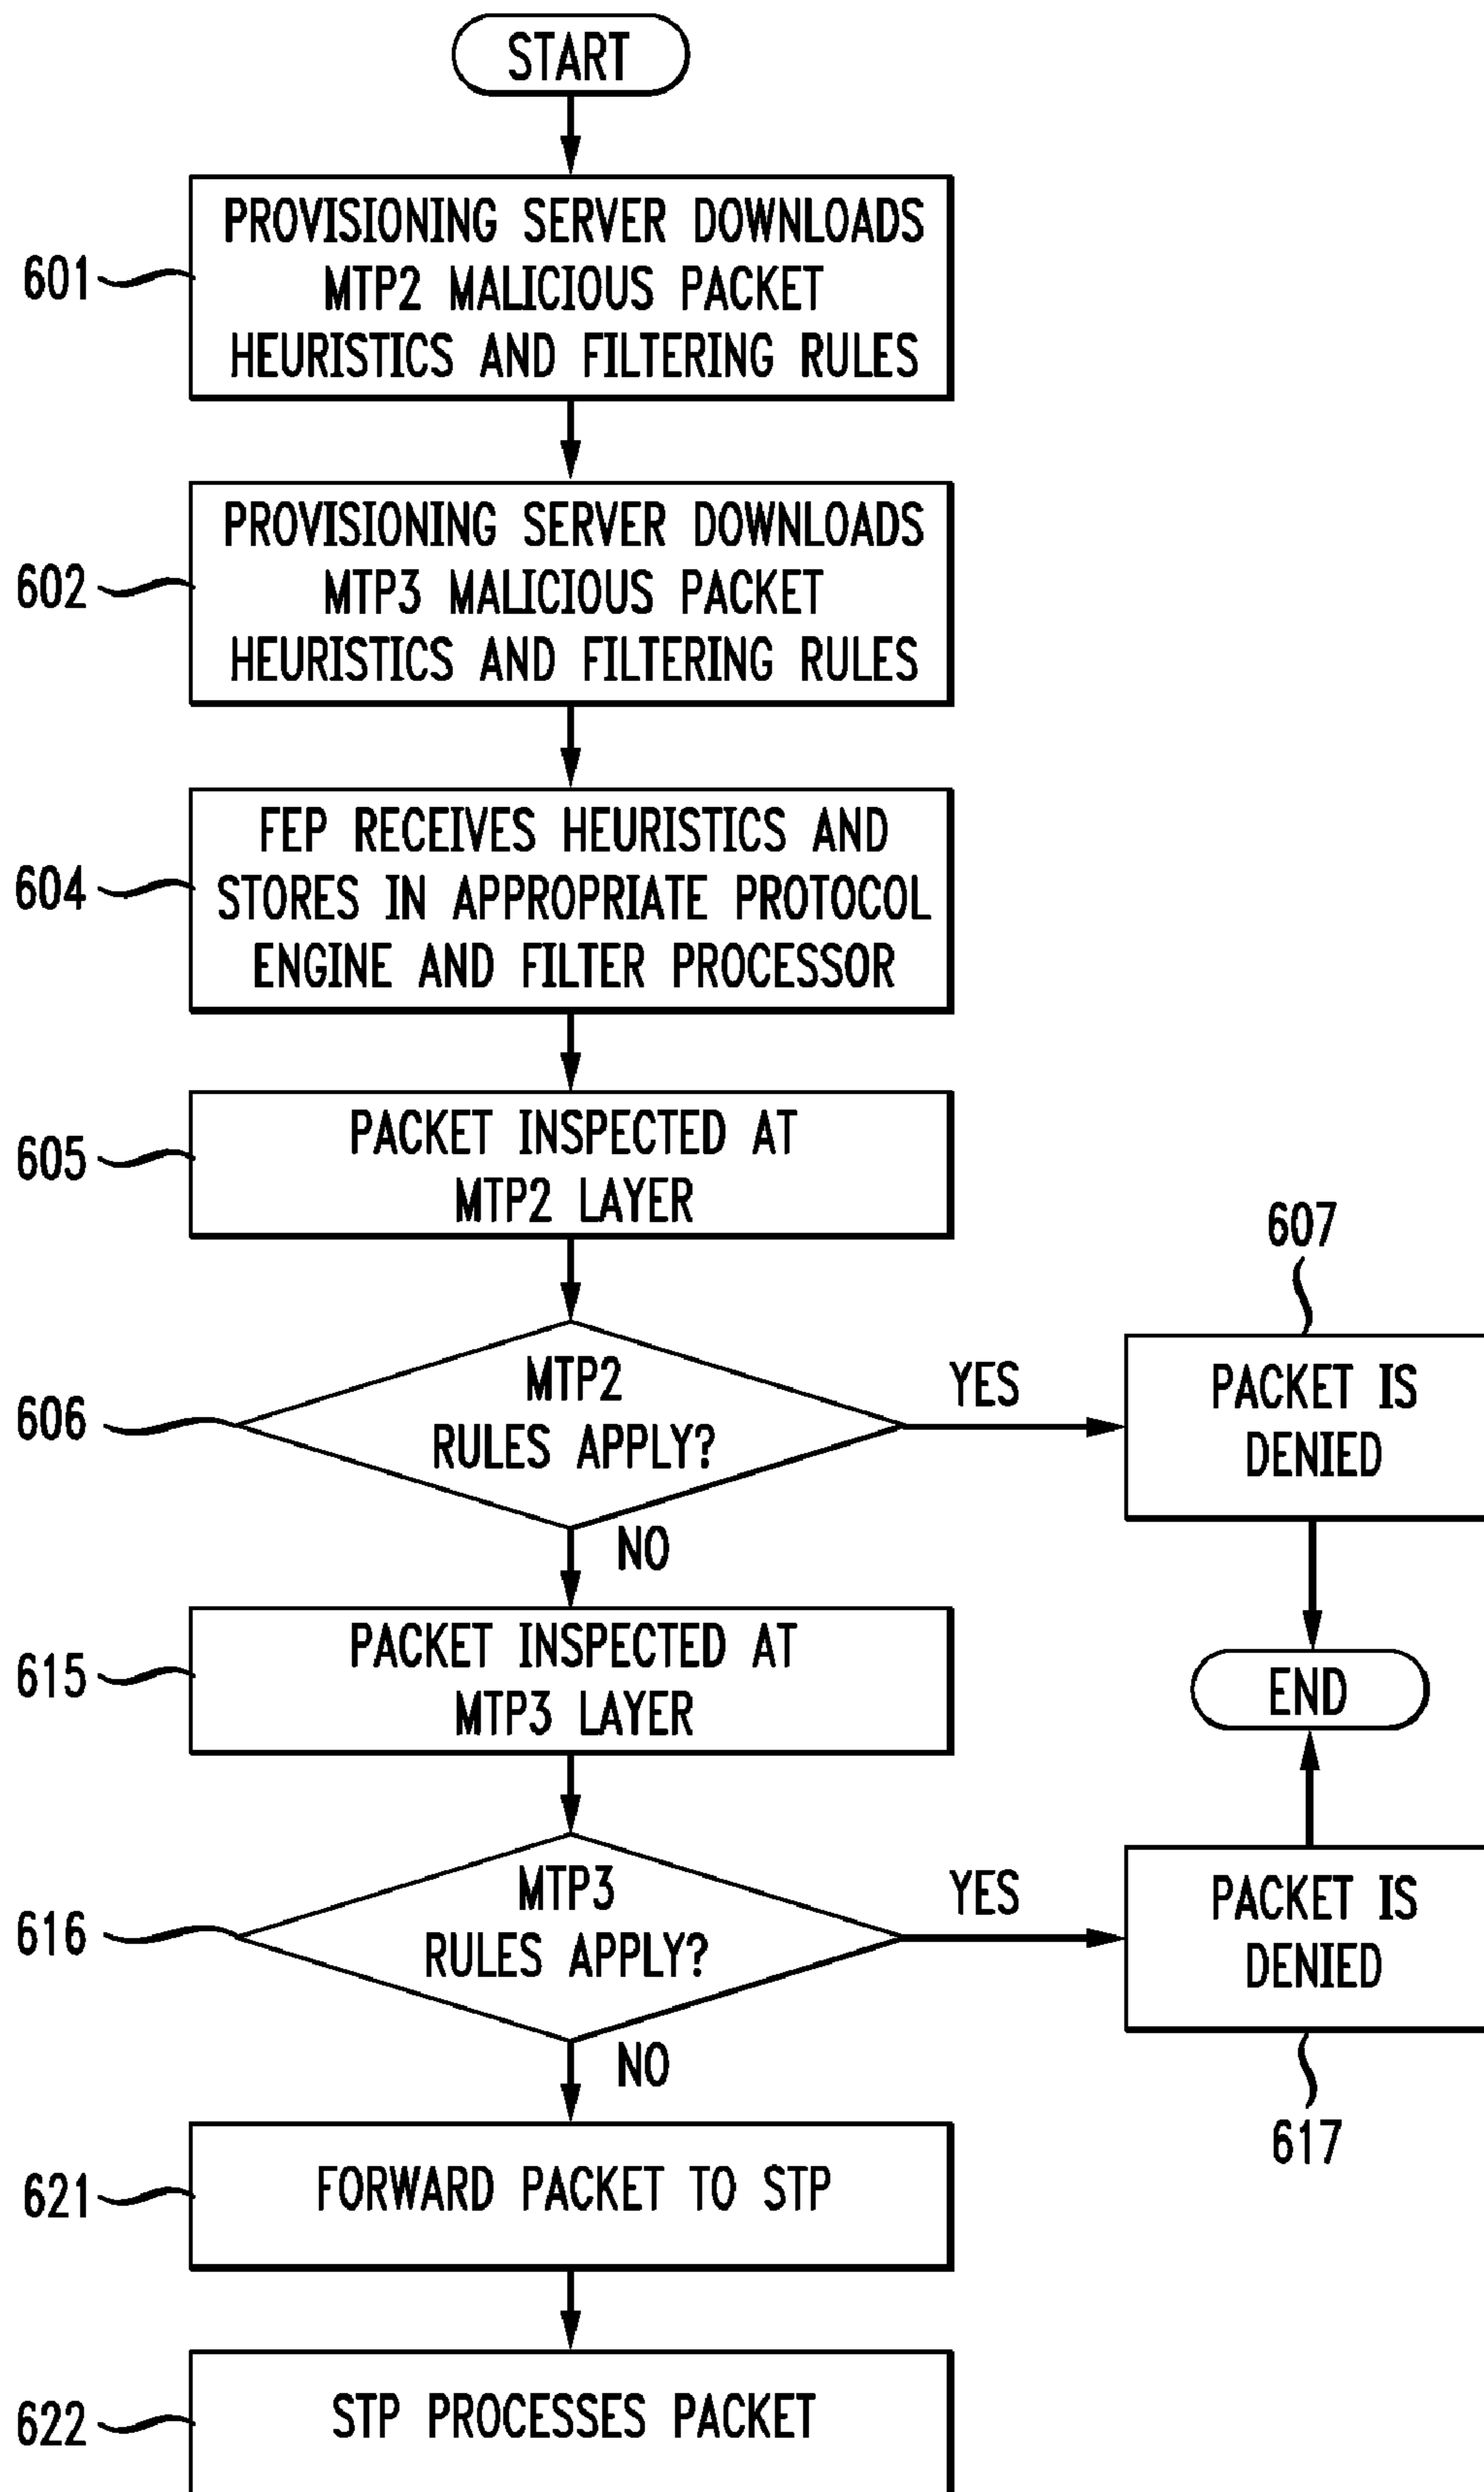 START
601
PROVISIONING SERVER DOWNLOADS
MTP2 MALICIOUS PACKET
HEURISTICS AND FILTERING RULES
602
PROVISIONING SERVER DOWNLOADS
MTP3 MALICIOUS PACKET
HEURISTICS AND FILTERING RULES
604
FEP RECEIVES HEURISTICS AND
STORES IN APPROPRIATE PROTOCOL
ENGINE AND FILTER PROCESSOR
605
PACKET INSPECTED AT
MTP2 LAYER
606
MTP2
RULES APPLY?
YES
607
PACKET IS
DENIED
NO
615
PACKET INSPECTED AT
MTP3 LAYER
END
616
MTP3
RULES APPLY?
YES
PACKET IS
DENIED
617
NO
621
FORWARD PACKET TO STP
622
STP PROCESSES PACKET